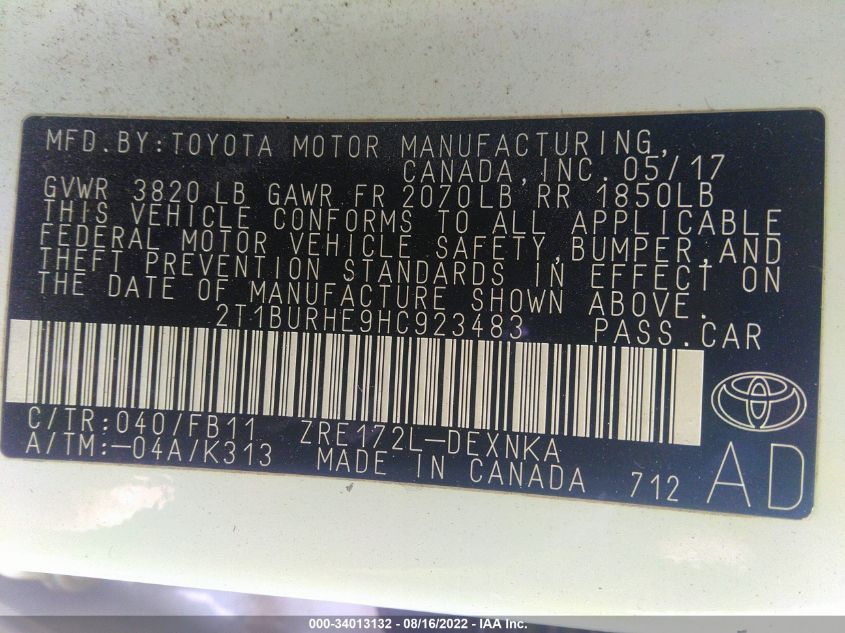 MFD.BY:TOYOTA MOTOR MANUFACTURING,
CANADA,INC. 05/17
GVWR 3820 LB GAWR FR 2070LB RR 1850LB
THIS VEHICLE CONFORMS TO ALL APPLICABLE
FEDERAL MOTOR VEHICLE SAFETY,BUMPER,AND
THEFT PREVENTION STANDARDS IN EFFECT ON
THE DATE OF MANUFACTURE SHOWN ABOVE.
2T1BURHE9HC923483 PASS.CAR
C/TR:040/FB11 ZRE172L-DEXNKA
A/TM:-04A/K313 MADE IN CANADA 712 AD
000-34013132 - 08/16/2022 - IAA Inc.